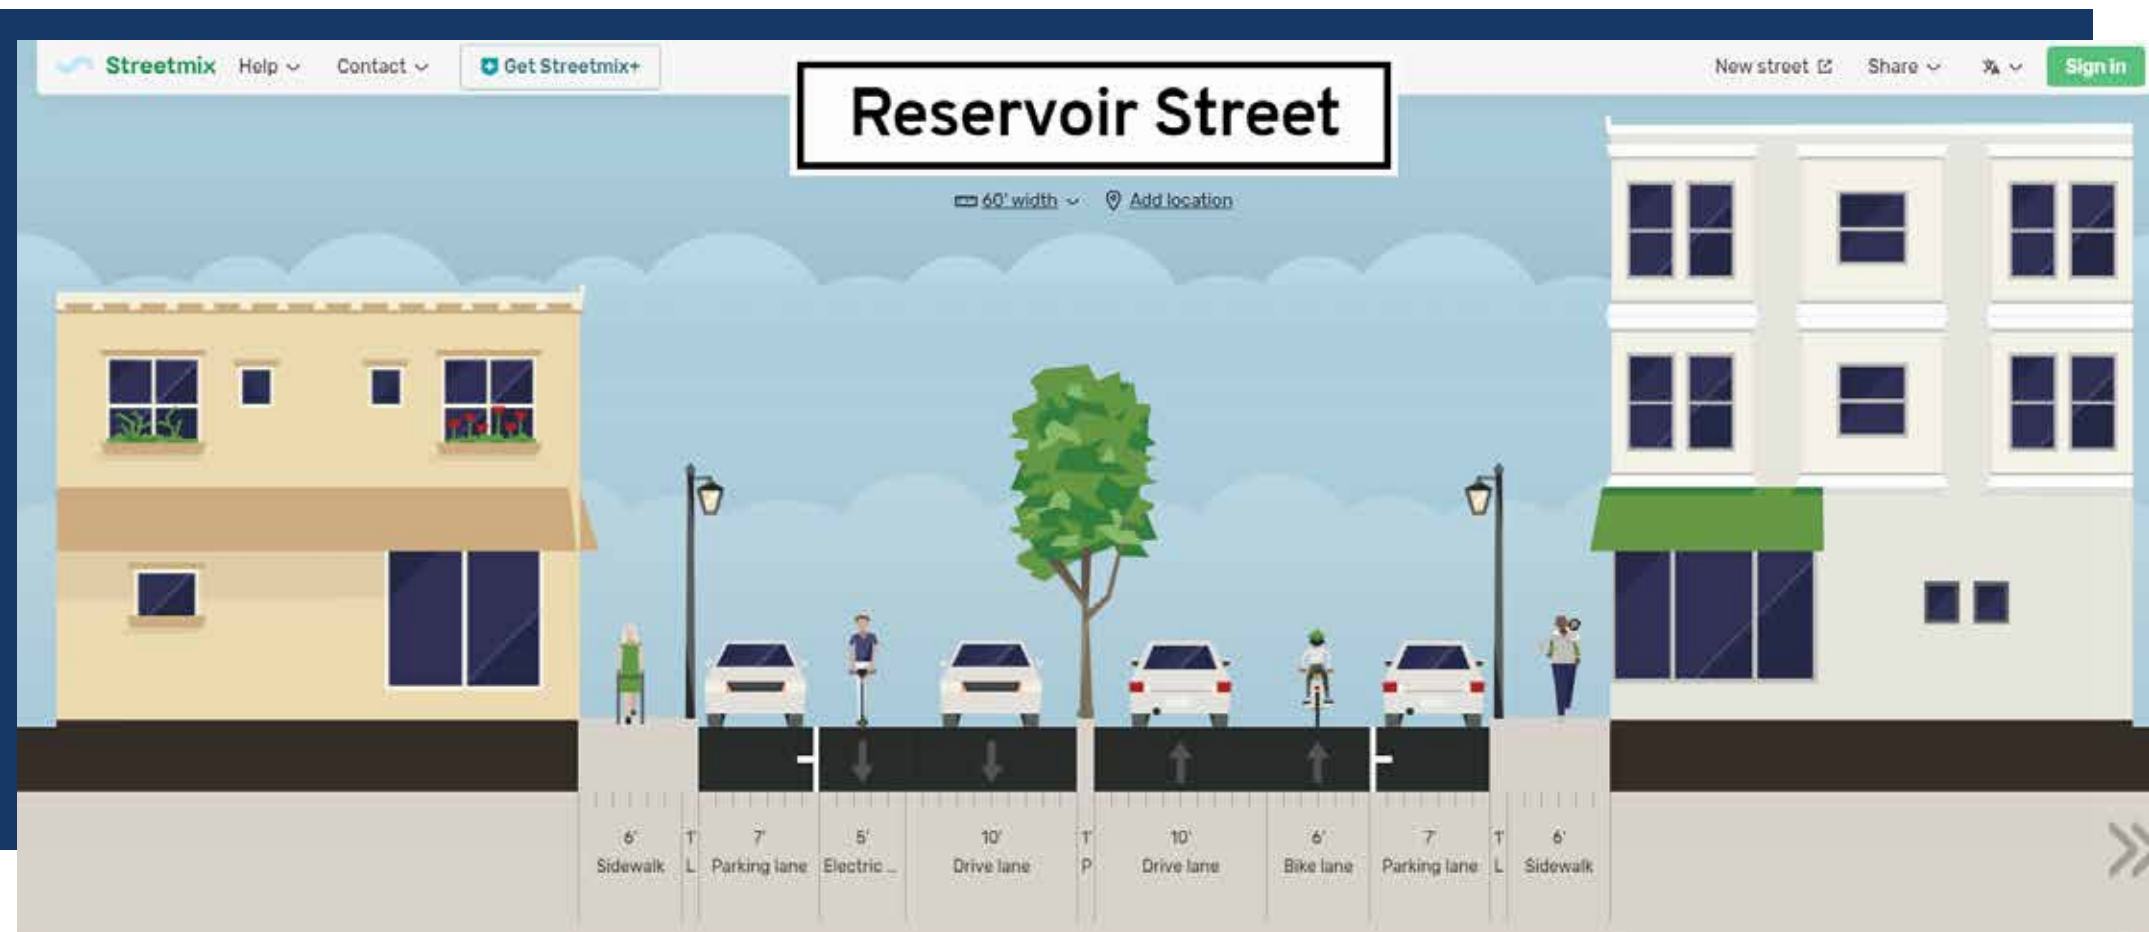 Streetmix Help Contact Get Streetmix+ New street Share Sign in
Reservoir Street
60' width Add location
6' 1' 7' 5' 10' 1' 10' 6' 7' 1' 6'
Sidewalk L Parking lane Electric ... Drive lane P Drive lane Bike lane Parking lane L Sidewalk